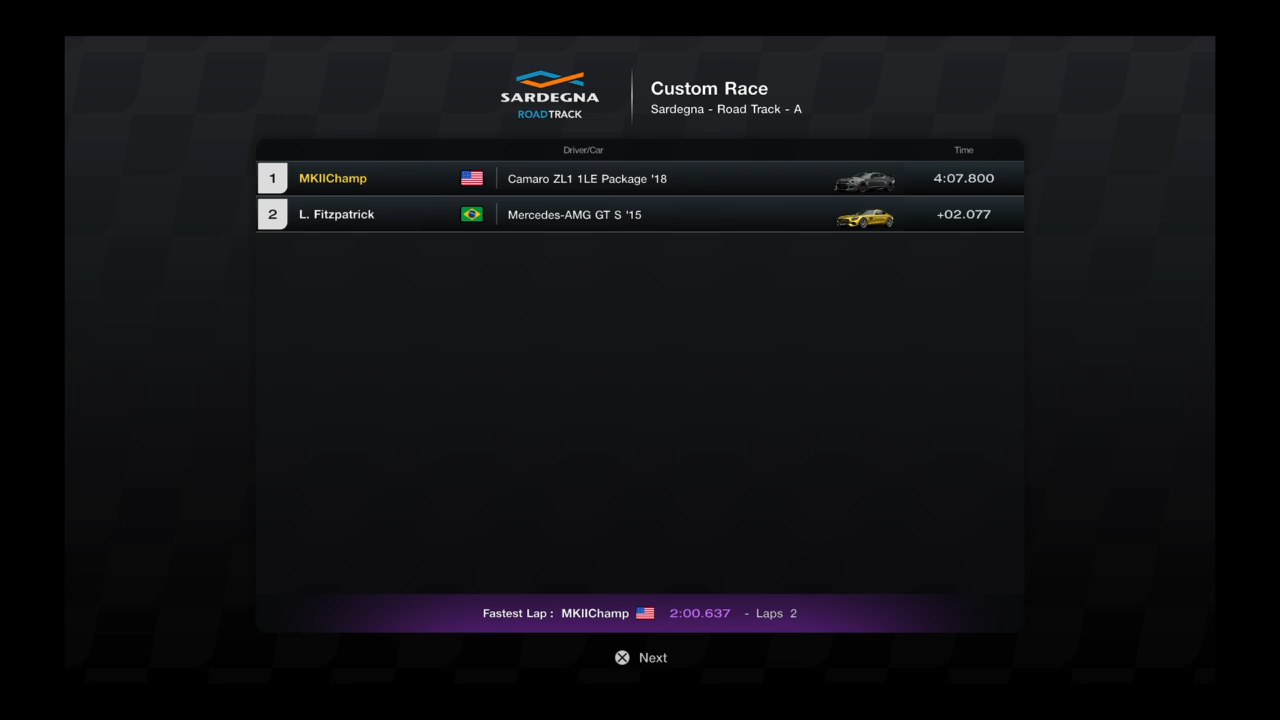 SARDEGNA
ROADTRACK
Custom Race
Sardegna - Road Track - A
Driver/Car Time
1 MKIIChamp Camaro ZL1 1LE Package '18 4:07.800
2 L. Fitzpatrick Mercedes-AMG GT S '15 +02.077
Fastest Lap : MKIIChamp 2:00.637 - Laps 2
Next